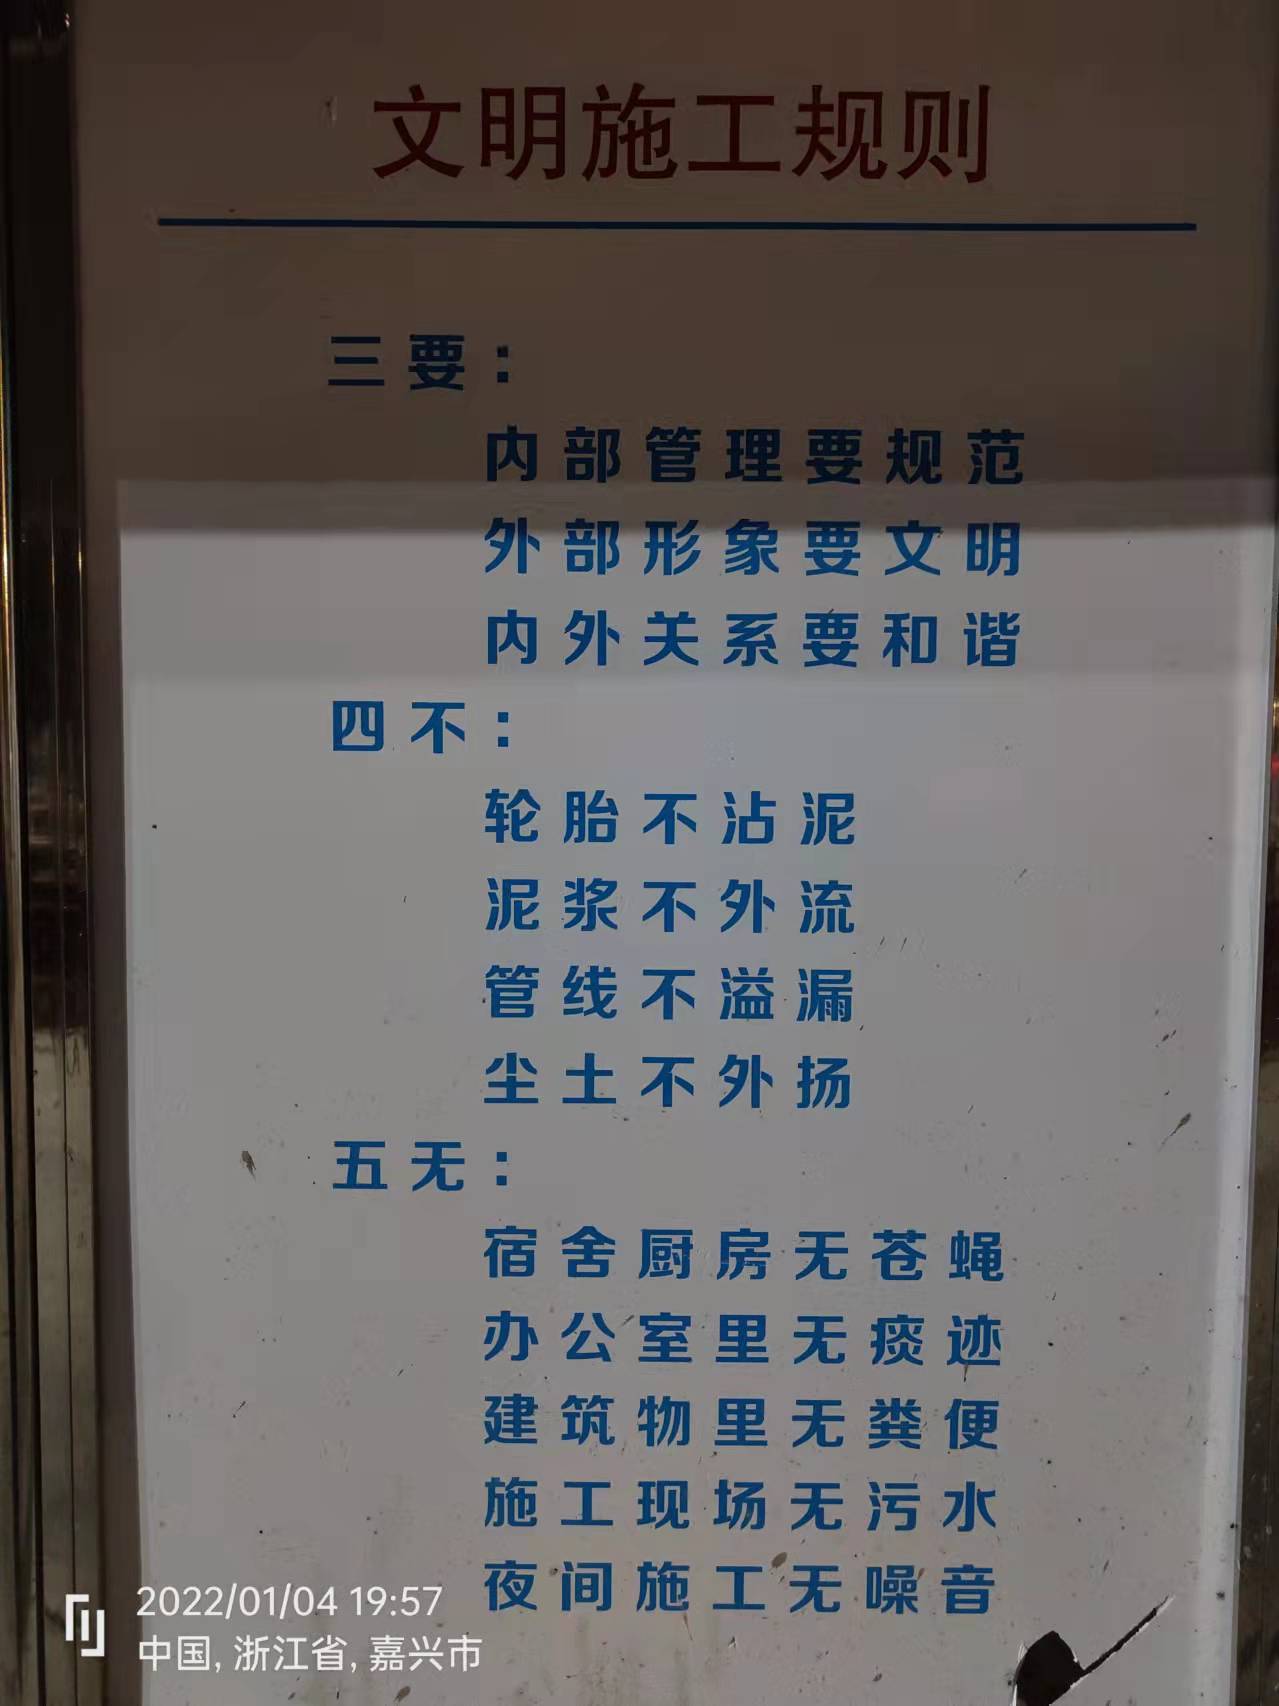 文明施工规则
三要：
内部管理要规范
外部形象要文明
内外关系要和谐
四不：
轮胎不沾泥
泥浆不外流
管线不溢漏
尘土不外扬
五无：
宿舍厨房无苍蝇
办公室里无痰迹
建筑物里无粪便
施工现场无污水
夜间施工无噪音
2022/01/04 19:57
中国, 浙江省, 嘉兴市